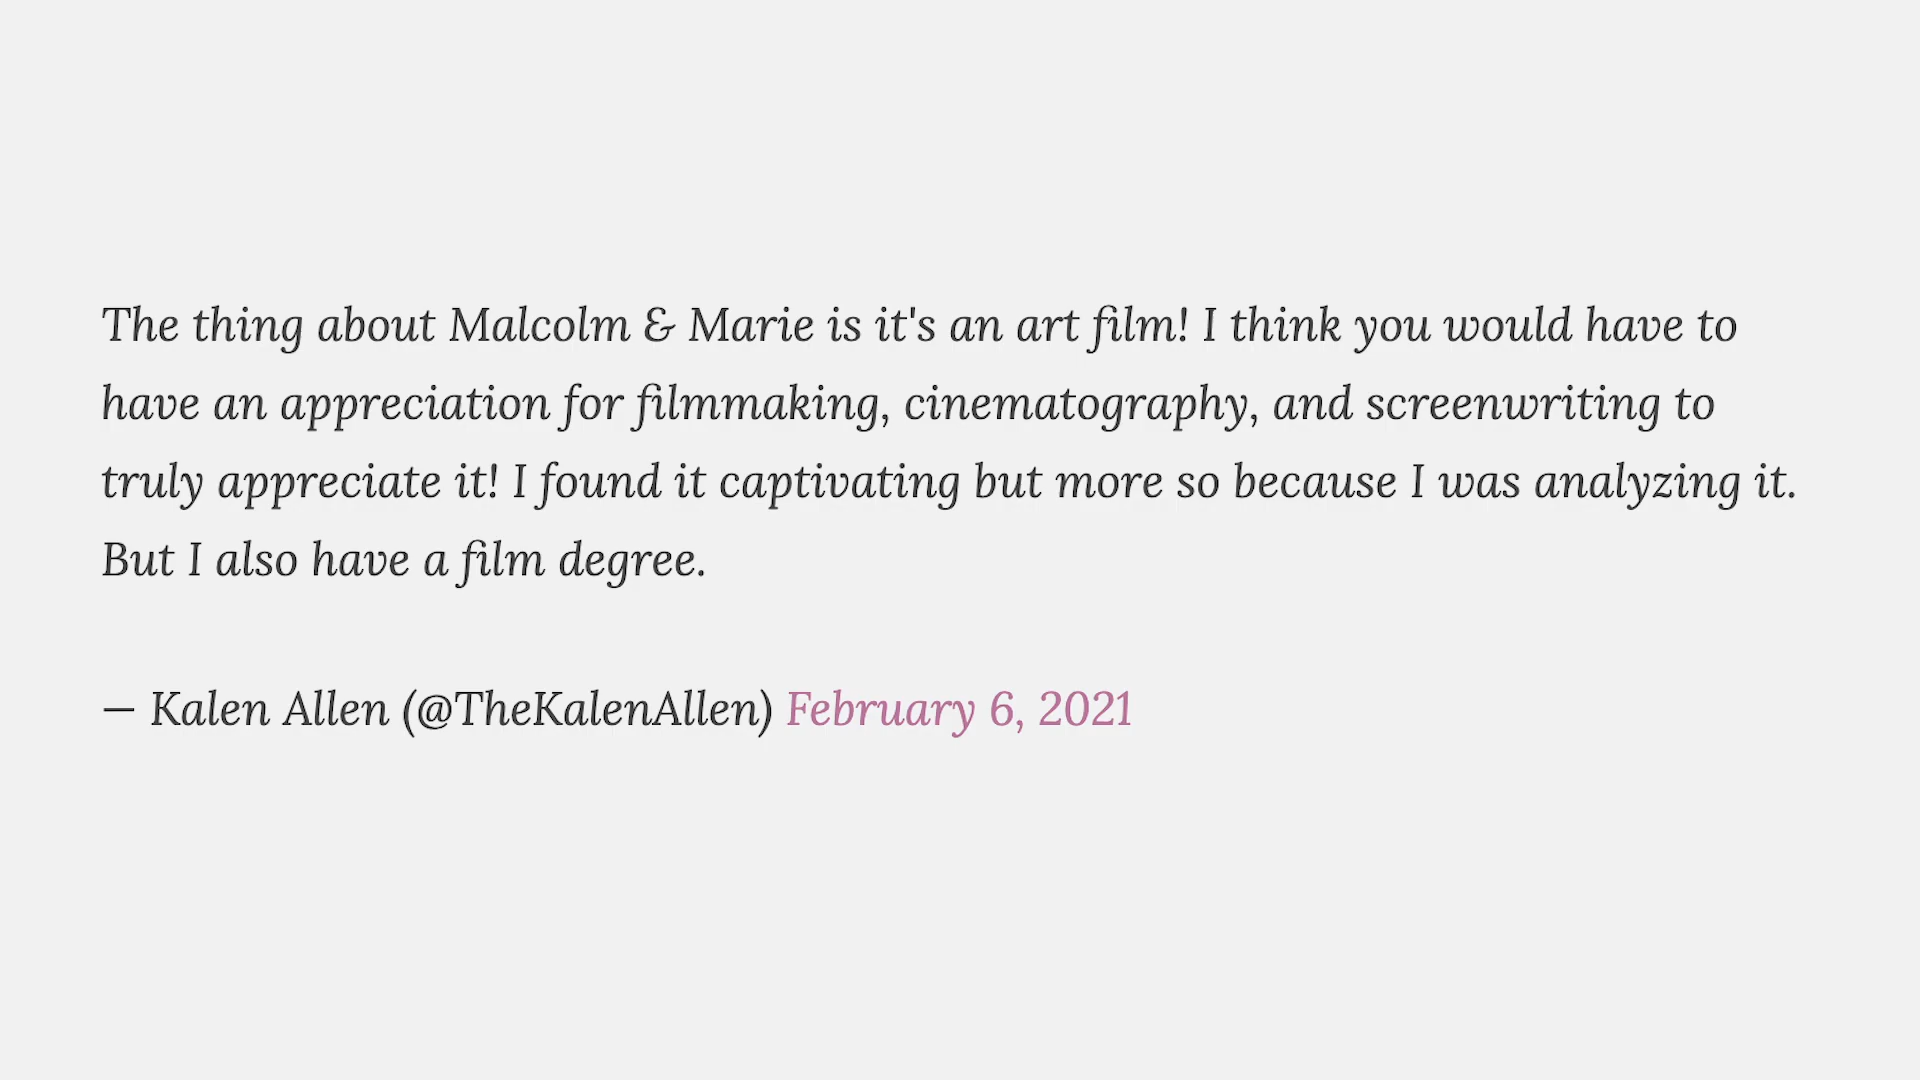 The thing about Malcolm & Marie is it's an art film! I think you would have to
have an appreciation for filmmaking, cinematography, and screenwriting to
truly appreciate it! I found it captivating but more so because I was analyzing it.
But I also have a film degree.
— Kalen Allen (@TheKalenAllen) February 6, 2021